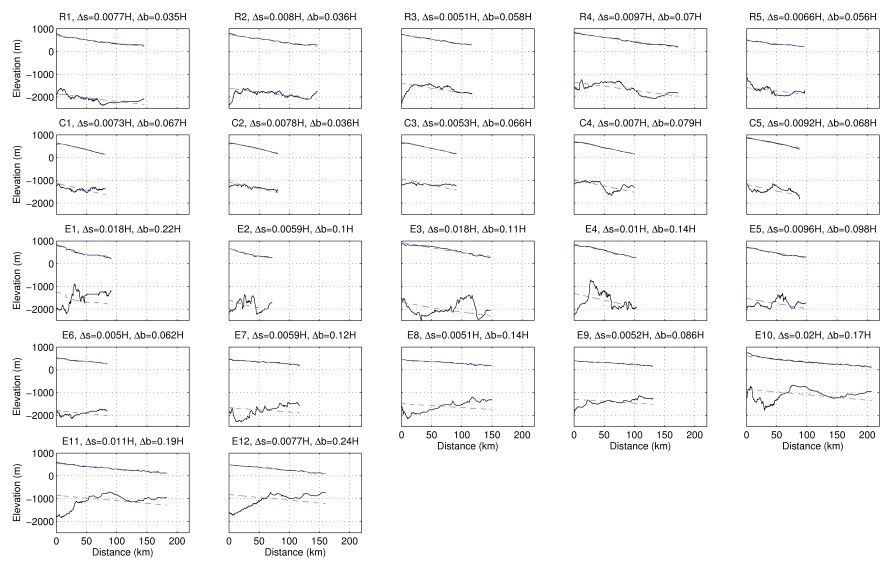 R1, Δs=0.0077H, Δb=0.035H
R2, Δs=0.008H, Δb=0.036H
R3, Δs=0.0051H, Δb=0.058H
R4, Δs=0.0097H, Δb=0.07H
R5, Δs=0.0066H, Δb=0.056H
Elevation (m)
1000
0
−1000
−2000
C1, Δs=0.0073H, Δb=0.067H
C2, Δs=0.0078H, Δb=0.036H
C3, Δs=0.0053H, Δb=0.066H
C4, Δs=0.007H, Δb=0.079H
C5, Δs=0.0092H, Δb=0.068H
Elevation (m)
1000
0
−1000
−2000
E1, Δs=0.018H, Δb=0.22H
E2, Δs=0.0059H, Δb=0.1H
E3, Δs=0.018H, Δb=0.11H
E4, Δs=0.01H, Δb=0.14H
E5, Δs=0.0096H, Δb=0.098H
Elevation (m)
1000
0
−1000
−2000
E6, Δs=0.005H, Δb=0.062H
E7, Δs=0.0059H, Δb=0.12H
E8, Δs=0.0051H, Δb=0.14H
E9, Δs=0.0052H, Δb=0.086H
E10, Δs=0.02H, Δb=0.17H
Elevation (m)
1000
0
−1000
−2000
0 50 100 150 200
Distance (km)
0 50 100 150 200
Distance (km)
0 50 100 150 200
Distance (km)
E11, Δs=0.011H, Δb=0.19H
E12, Δs=0.0077H, Δb=0.24H
Elevation (m)
1000
0
−1000
−2000
0 50 100 150 200
Distance (km)
0 50 100 150 200
Distance (km)